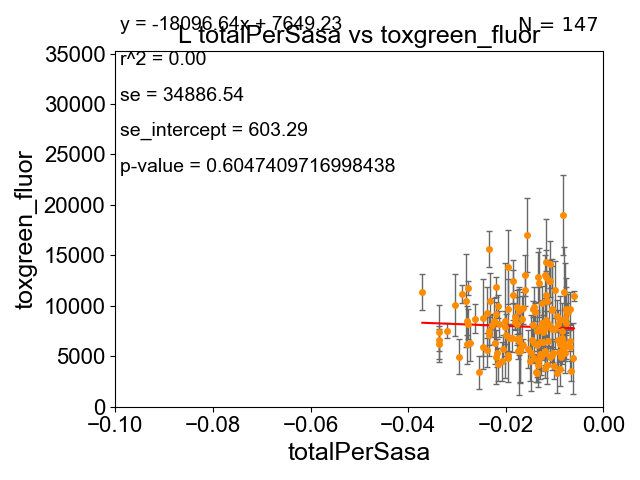 y = -18096.64x + 7649.23
N = 147
L totalPerSasa vs toxgreen_fluor
r^2 = 0.00
se = 34886.54
se_intercept = 603.29
p-value = 0.6047409716998438
35000
30000
25000
20000
15000
10000
5000
0
toxgreen_fluor
−0.10 −0.08 −0.06 −0.04 −0.02 0.00
totalPerSasa